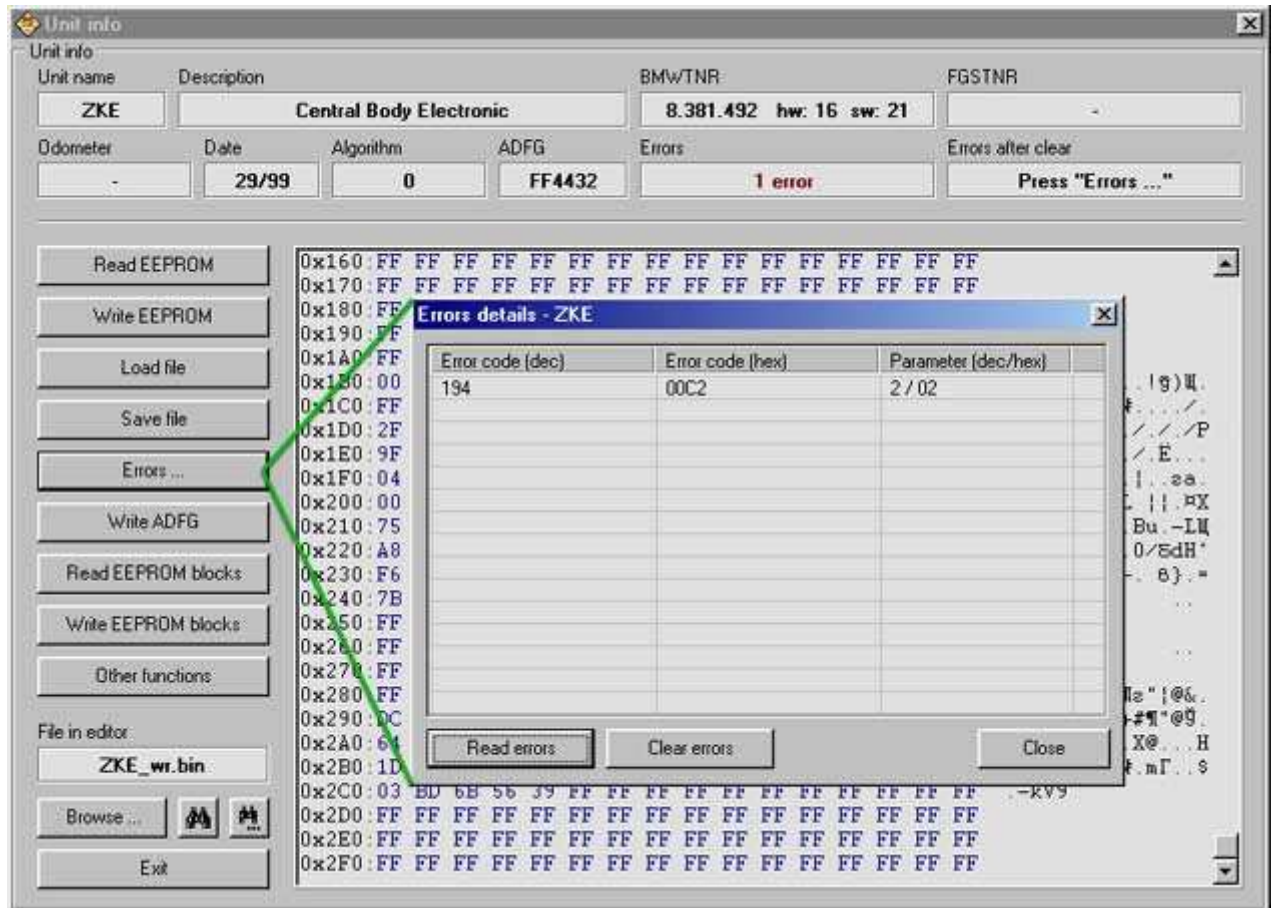 Unit info
Unit info
Unit name Description BMWTNR FGSTNR
ZKE Central Body Electronic 8.381.492 hw: 16 sw: 21 -
Odometer Date Algorithm ADFG Errors Errors after clear
- 29/99 0 FF4432 1 error Press "Errors ..."
Read EEPROM
Write EEPROM
Load file
Save file
Errors ...
Write ADFG
Read EEPROM blocks
Write EEPROM blocks
Other functions
File in editor
ZKE_wr.bin
Browse ...
Exit
0x160:FF FF FF FF FF FF FF FF FF FF FF FF FF FF FF FF
0x170:FF FF FF FF FF FF FF FF FF FF FF FF FF FF FF FF
0x180:FF
0x190:FF
0x1A0:FF
0x1B0:00
0x1C0:FF
0x1D0:2F
0x1E0:9F
0x1F0:04
0x200:00
0x210:75
0x220:A8
0x230:F6
0x240:7B
0x250:FF
0x260:FF
0x270:FF
0x280:FF
0x290:DC
0x2A0:64
0x2B0:1D
0x2C0:03 BD 6B 56 39 FF FF FF FF FF FF FF FF FF FF FF .-kV9
0x2D0:FF FF FF FF FF FF FF FF FF FF FF FF FF FF FF FF
0x2E0:FF FF FF FF FF FF FF FF FF FF FF FF FF FF FF FF
0x2F0:FF FF FF FF FF FF FF FF FF FF FF FF FF FF FF FF
Errors details - ZKE
Error code (dec) Error code (hex) Parameter (dec/hex)
194 00C2 2 / 02
Read errors Clear errors Close